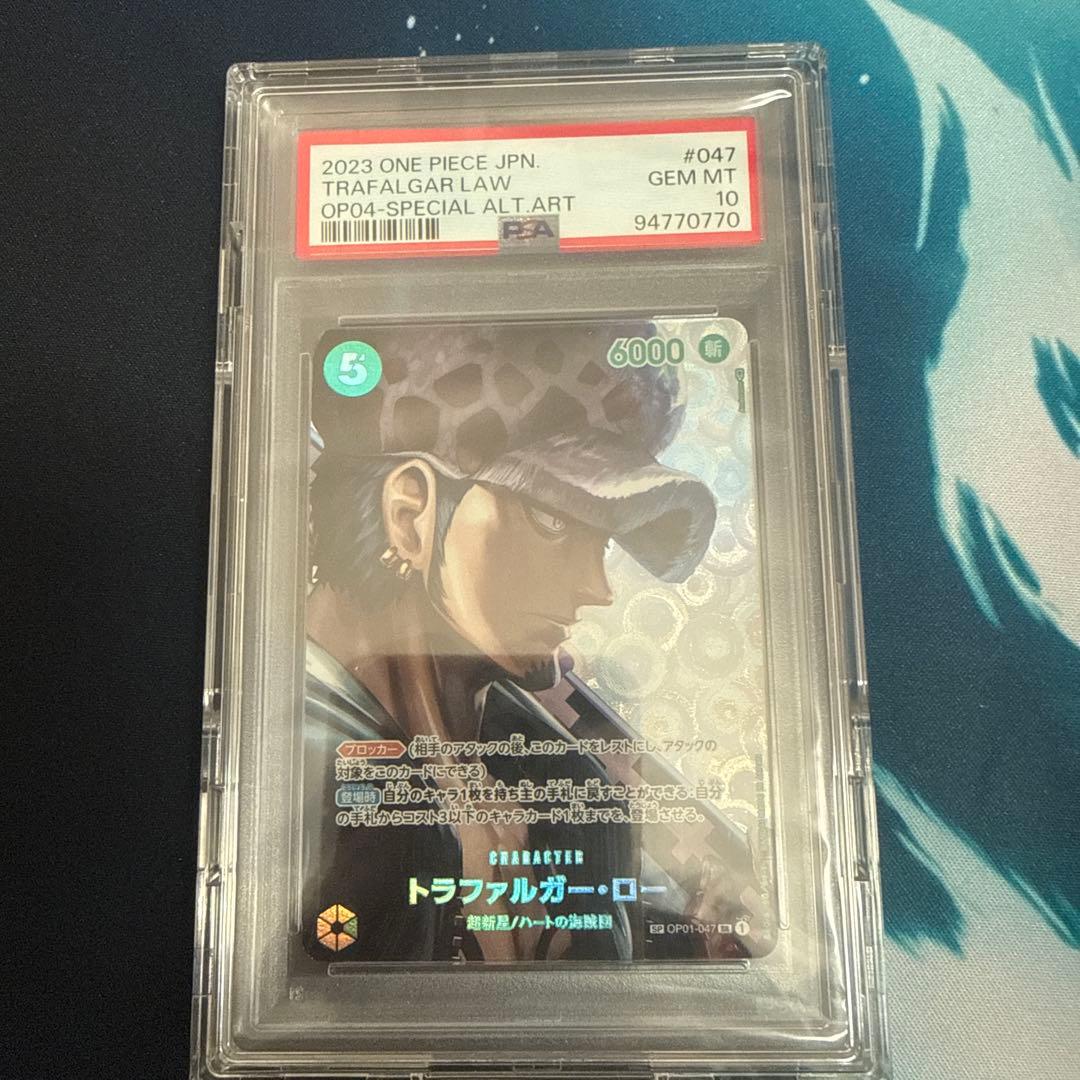 2023 ONE PIECE JPN. #047
TRAFALGAR LAW GEM MT
OP04-SPECIAL ALT.ART 10
PSA 94770770
5 6000 斬
ブロッカー (相手のアタックの後、このカードをレストにし、アタックの
対象をこのカードにできる)
登場時 自分のキャラ1枚を持ち主の手札に戻すことができる:自分
の手札からコスト3以下のキャラカード1枚までを、登場させる。
CHARACTER
トラファルガー・ロー
超新星/ハートの海賊団
SP OP01-047 1